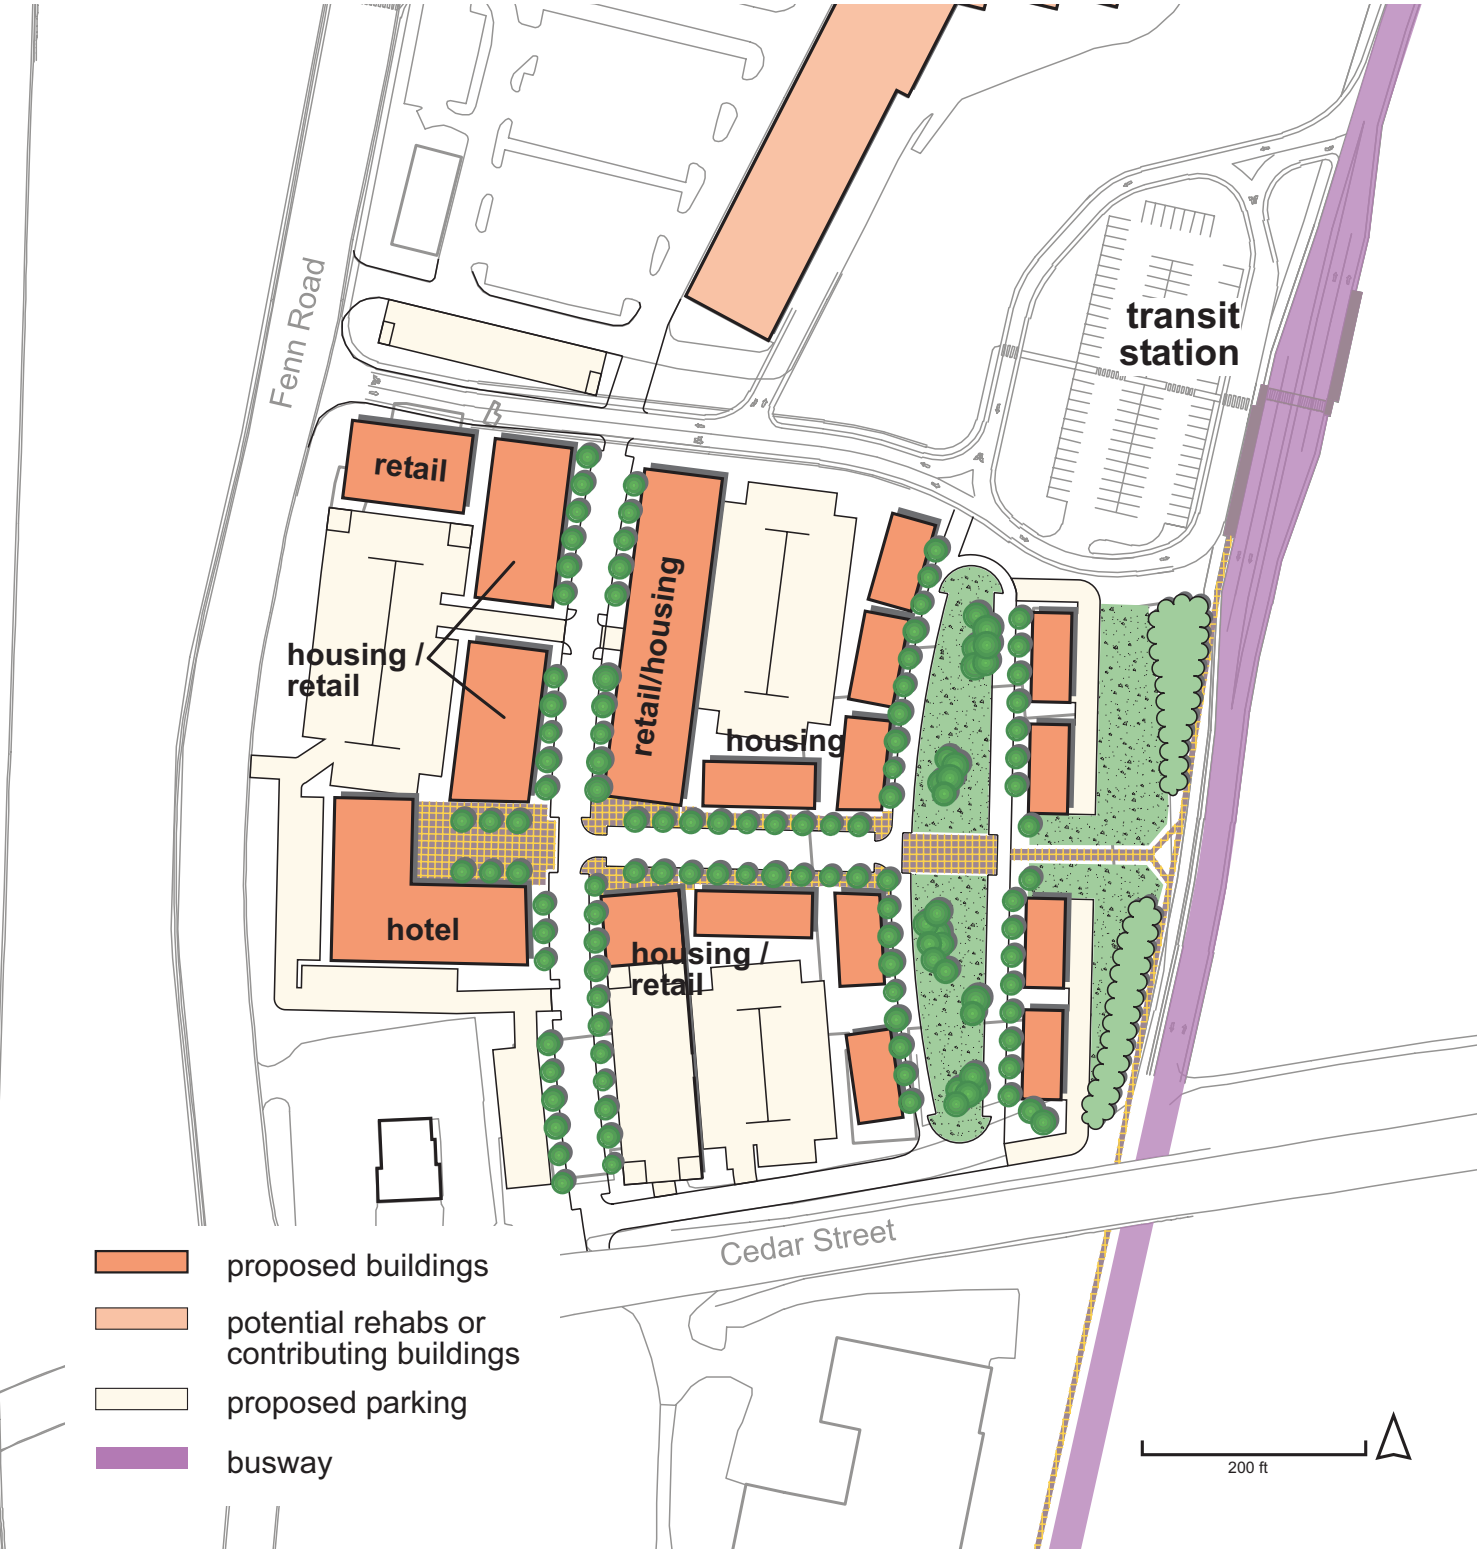 transit
station
Fenn Road
retail
retail/housing
housing /
retail
housing
hotel
housing /
retail
Cedar Street
proposed buildings
potential rehabs or
contributing buildings
proposed parking
busway
200 ft